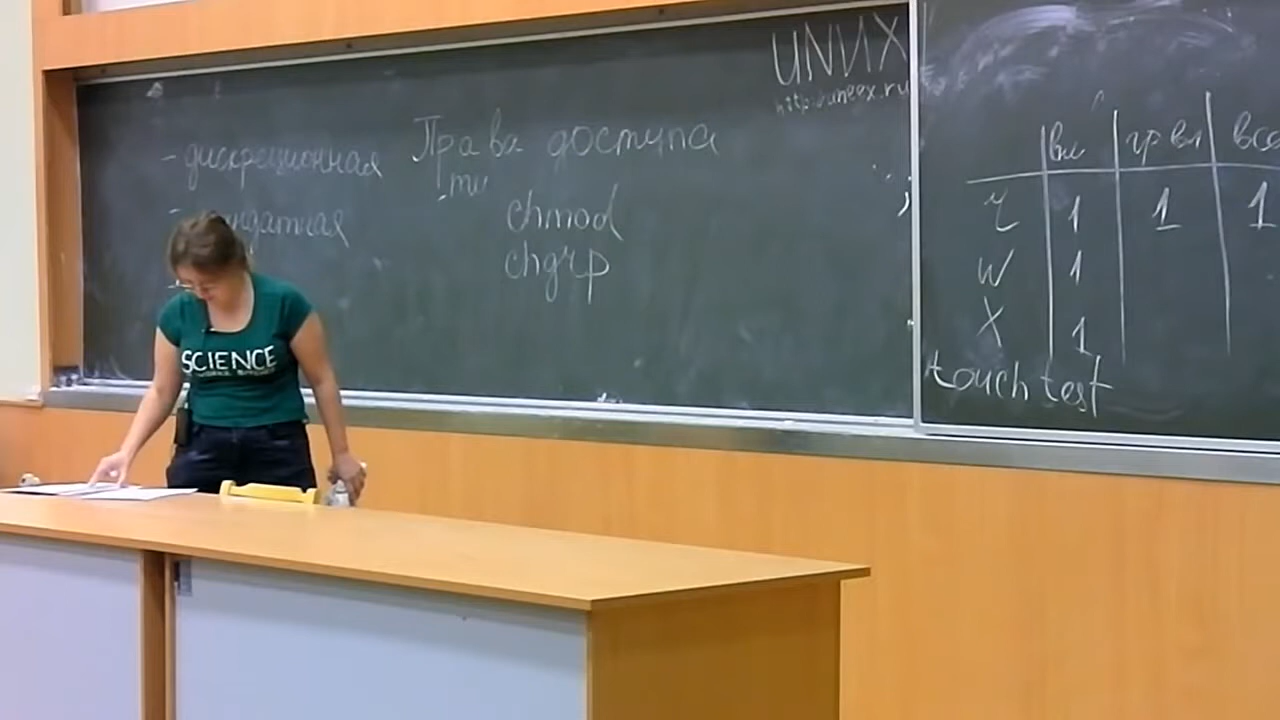 UNIX
http://uneex.ru
Права доступа
- дискреционная
chmod
chgrp
вл гр вл все
r 1 1 1
w 1
x 1
touch test
SCIENCE